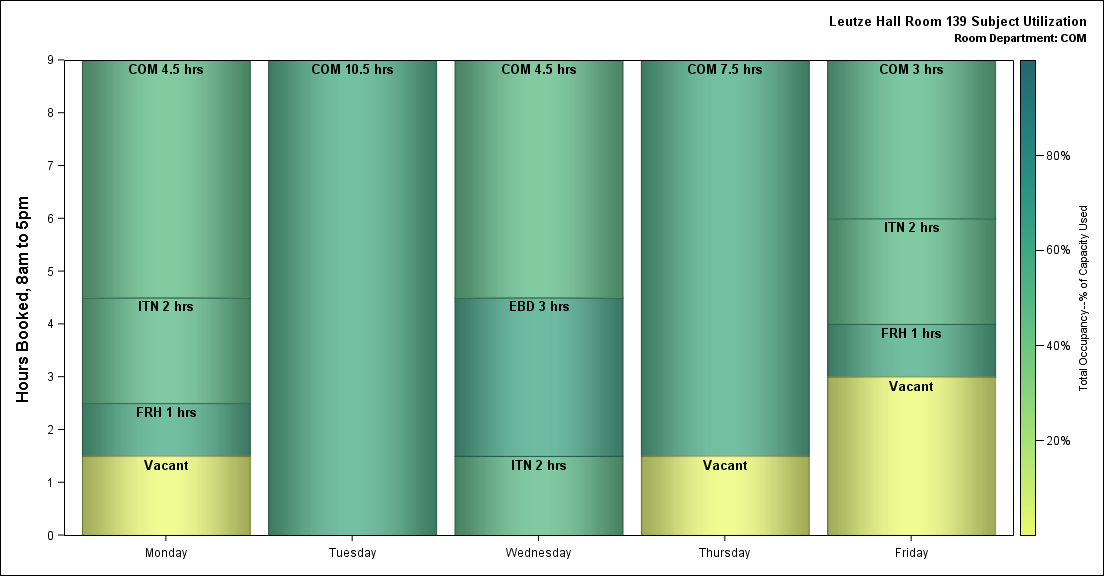 Leutze Hall Room 139 Subject Utilization
Room Department: COM
Hours Booked, 8am to 5pm
9
8
7
6
5
4
3
2
1
0
COM 4.5 hrs
ITN 2 hrs
FRH 1 hrs
Vacant
COM 10.5 hrs
COM 4.5 hrs
EBD 3 hrs
ITN 2 hrs
COM 7.5 hrs
Vacant
COM 3 hrs
ITN 2 hrs
FRH 1 hrs
Vacant
Monday
Tuesday
Wednesday
Thursday
Friday
80%
60%
40%
20%
Total Occupancy--% of Capacity Used